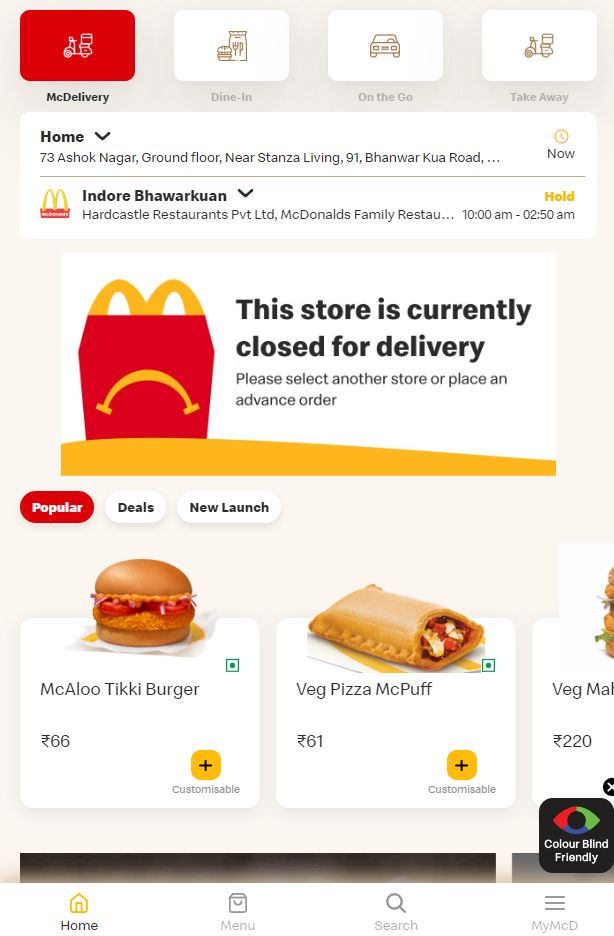 McDelivery
Dine-In
On the Go
Take Away
Home
73 Ashok Nagar, Ground floor, Near Stanza Living, 91, Bhanwar Kua Road, ...
Now
McDonald's
Indore Bhawarkuan
Hold
Hardcastle Restaurants Pvt Ltd, McDonalds Family Restau...
10:00 am - 02:50 am
This store is currently
closed for delivery
Please select another store or place an
advance order
Popular
Deals
New Launch
McAloo Tikki Burger
₹66
Customisable
Veg Pizza McPuff
₹61
Customisable
Veg Mah
₹220
Colour Blind
Friendly
Home
Menu
Search
MyMcD